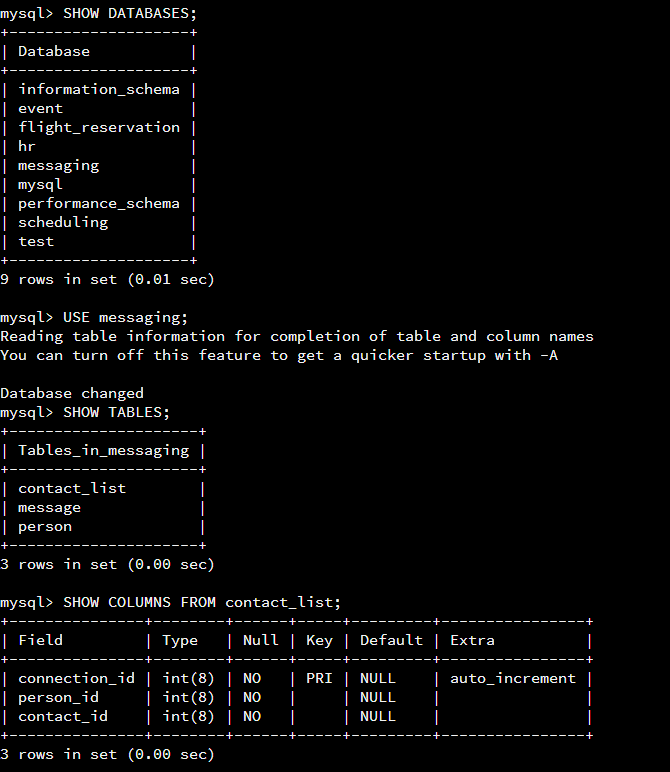 mysql> SHOW DATABASES;
+--------------------+
| Database           |
+--------------------+
| information_schema |
| event              |
| flight_reservation |
| hr                 |
| messaging          |
| mysql              |
| performance_schema |
| scheduling         |
| test               |
+--------------------+
9 rows in set (0.01 sec)

mysql> USE messaging;
Reading table information for completion of table and column names
You can turn off this feature to get a quicker startup with -A

Database changed
mysql> SHOW TABLES;
+---------------------+
| Tables_in_messaging |
+---------------------+
| contact_list        |
| message             |
| person              |
+---------------------+
3 rows in set (0.00 sec)

mysql> SHOW COLUMNS FROM contact_list;
+---------------+--------+------+-----+---------+----------------+
| Field         | Type   | Null | Key | Default | Extra          |
+---------------+--------+------+-----+---------+----------------+
| connection_id | int(8) | NO   | PRI | NULL    | auto_increment |
| person_id     | int(8) | NO   |     | NULL    |                |
| contact_id    | int(8) | NO   |     | NULL    |                |
+---------------+--------+------+-----+---------+----------------+
3 rows in set (0.00 sec)